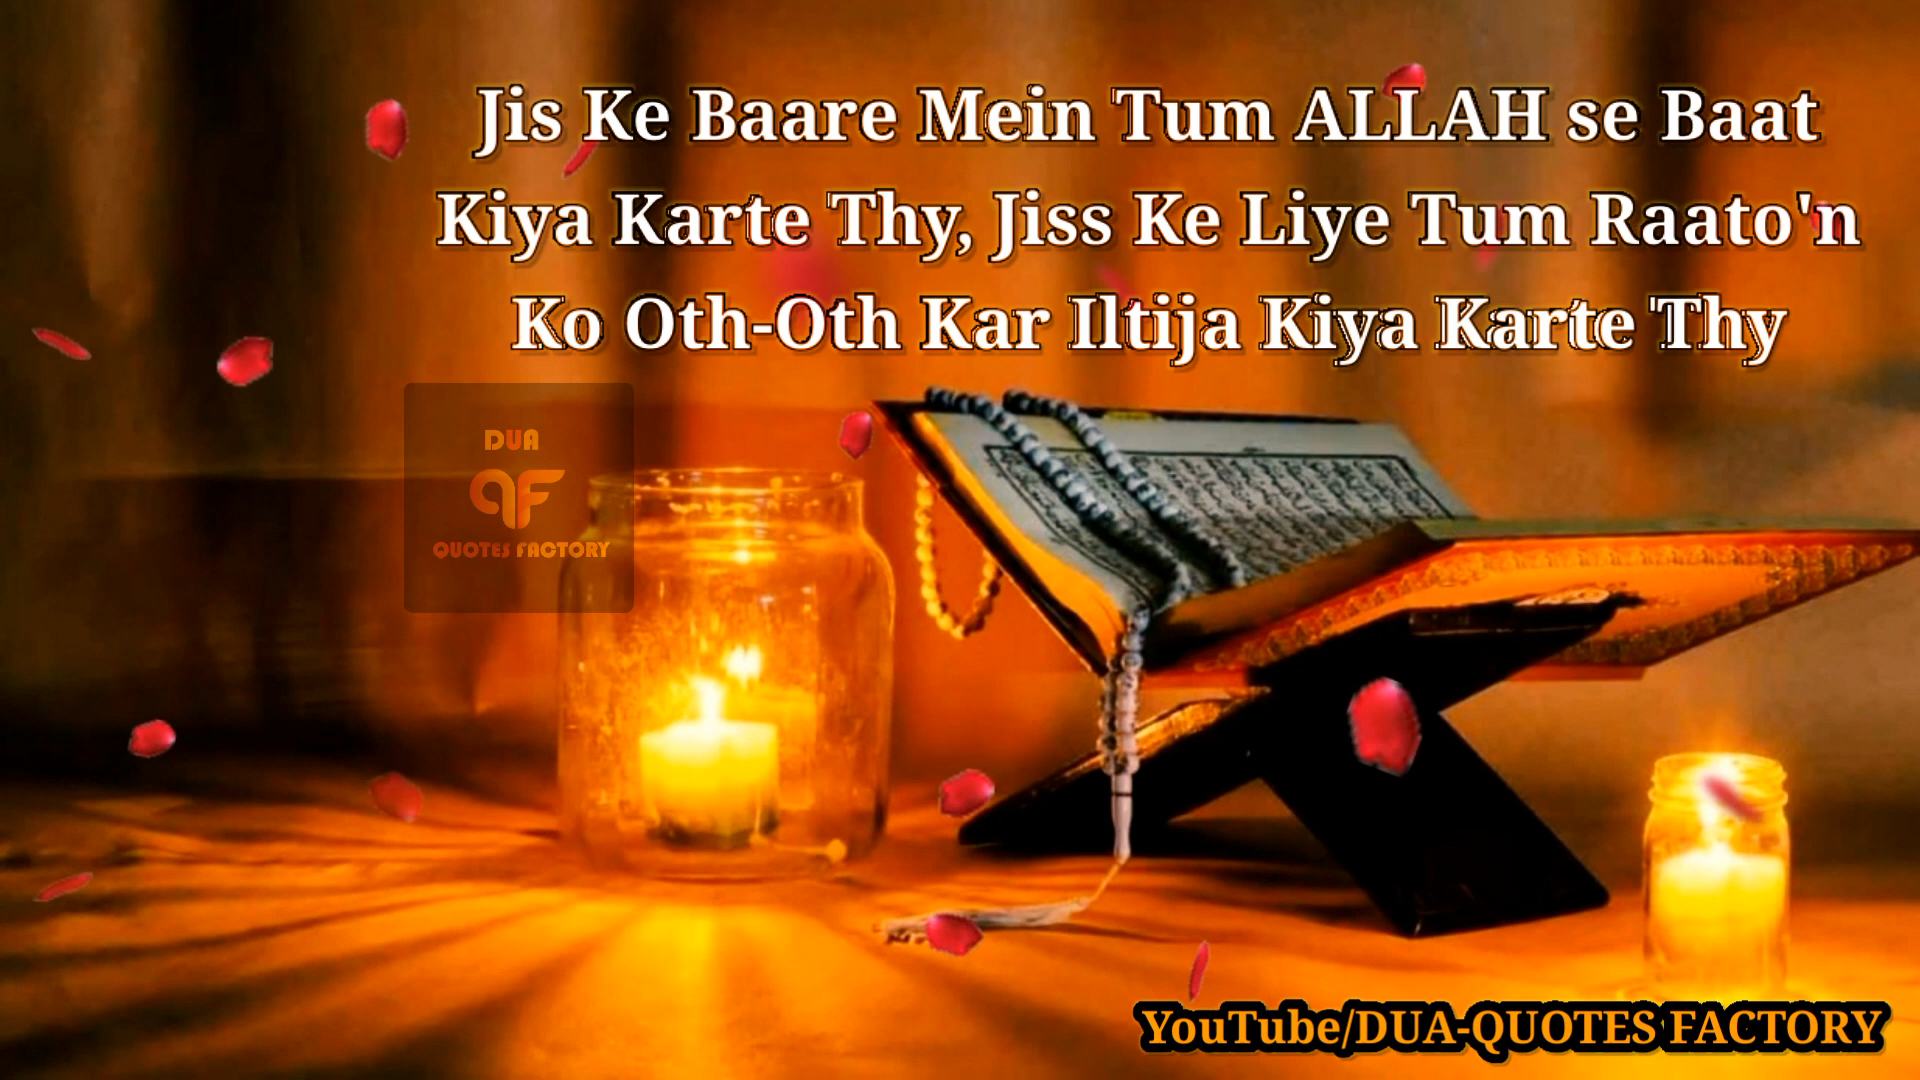 Jis Ke Baare Mein Tum ALLAH se Baat
Kiya Karte Thy, Jiss Ke Liye Tum Raato'n
Ko Oth-Oth Kar Iltija Kiya Karte Thy
DUA
QF
QUOTES FACTORY
YouTube/DUA-QUOTES FACTORY